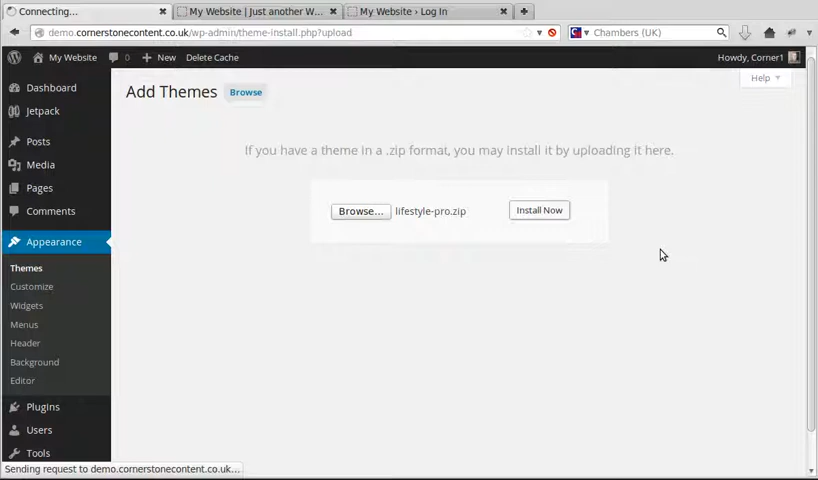 Connecting...
My Website | Just another W...
My Website › Log In
demo.cornerstonecontent.co.uk/wp-admin/theme-install.php?upload
Chambers (UK)
My Website
0
New
Delete Cache
Howdy, Corner1
Help
Add Themes
Browse
Dashboard
Jetpack
Posts
Media
Pages
Comments
Appearance
Themes
Customize
Widgets
Menus
Header
Background
Editor
Plugins
Users
Tools
If you have a theme in a .zip format, you may install it by uploading it here.
Browse... lifestyle-pro.zip
Install Now
Sending request to demo.cornerstonecontent.co.uk...